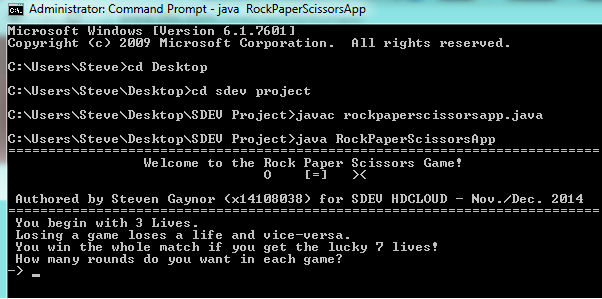 Administrator: Command Prompt - java  RockPaperScissorsApp
Microsoft Windows [Version 6.1.7601]
Copyright (c) 2009 Microsoft Corporation.  All rights reserved.
C:\Users\Steve>cd Desktop
C:\Users\Steve\Desktop>cd sdev project
C:\Users\Steve\Desktop\SDEV Project>javac rockpaperscissorsapp.java
C:\Users\Steve\Desktop\SDEV Project>java RockPaperScissorsApp
=========================================================================
Welcome to the Rock Paper Scissors Game!
O    [=]    ><
Authored by Steven Gaynor (x14108038) for SDEV HDCLOUD - Nov./Dec. 2014
=========================================================================
You begin with 3 Lives.
Losing a game loses a life and vice-versa.
You win the whole match if you get the lucky 7 lives!
How many rounds do you want in each game?
-> _